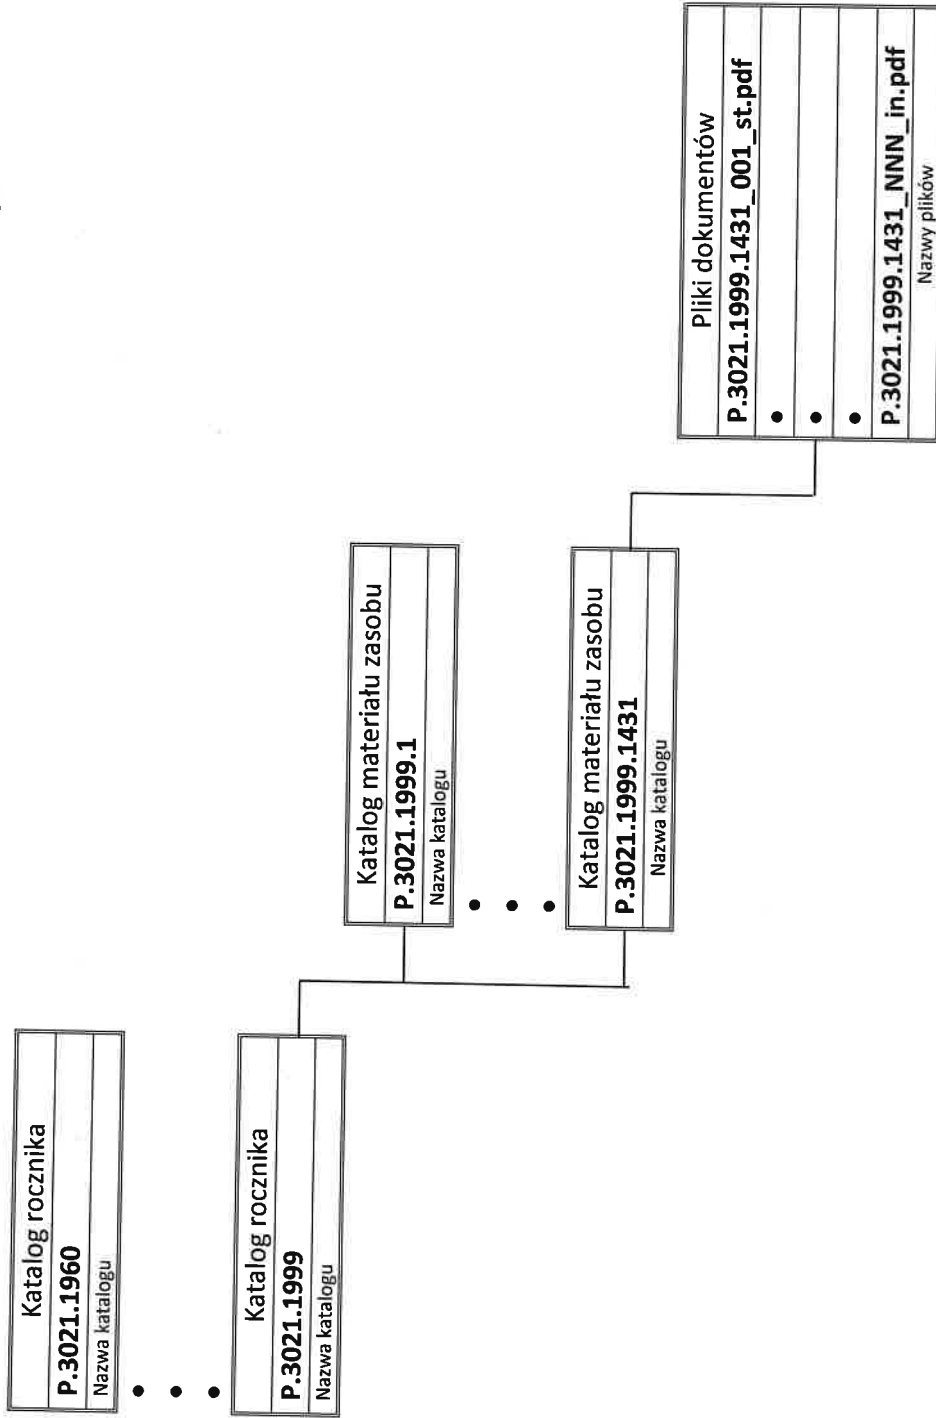 Katalog rocznika
P.3021.1960
Nazwa katalogu
Katalog rocznika
P.3021.1999
Nazwa katalogu
Katalog materiału zasobu
P.3021.1999.1
Nazwa katalogu
Katalog materiału zasobu
P.3021.1999.1431
Nazwa katalogu
Pliki dokumentów
P.3021.1999.1431_001_st.pdf
P.3021.1999.1431_NNN_in.pdf
Nazwy plików